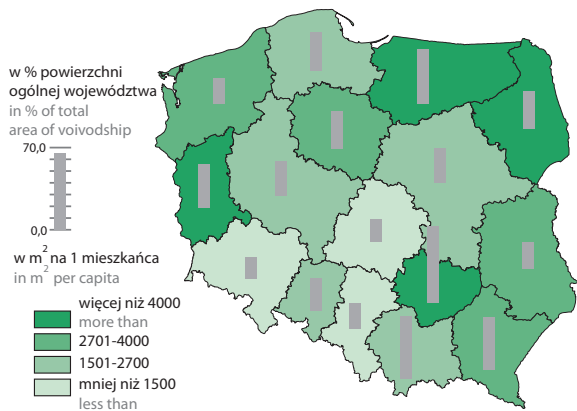 w % powierzchni
ogólnej województwa
in % of total
area of voivodship
70,0
0,0
w m² na 1 mieszkańca
in m² per capita
więcej niż 4000
more than
2701-4000
1501-2700
mniej niż 1500
less than